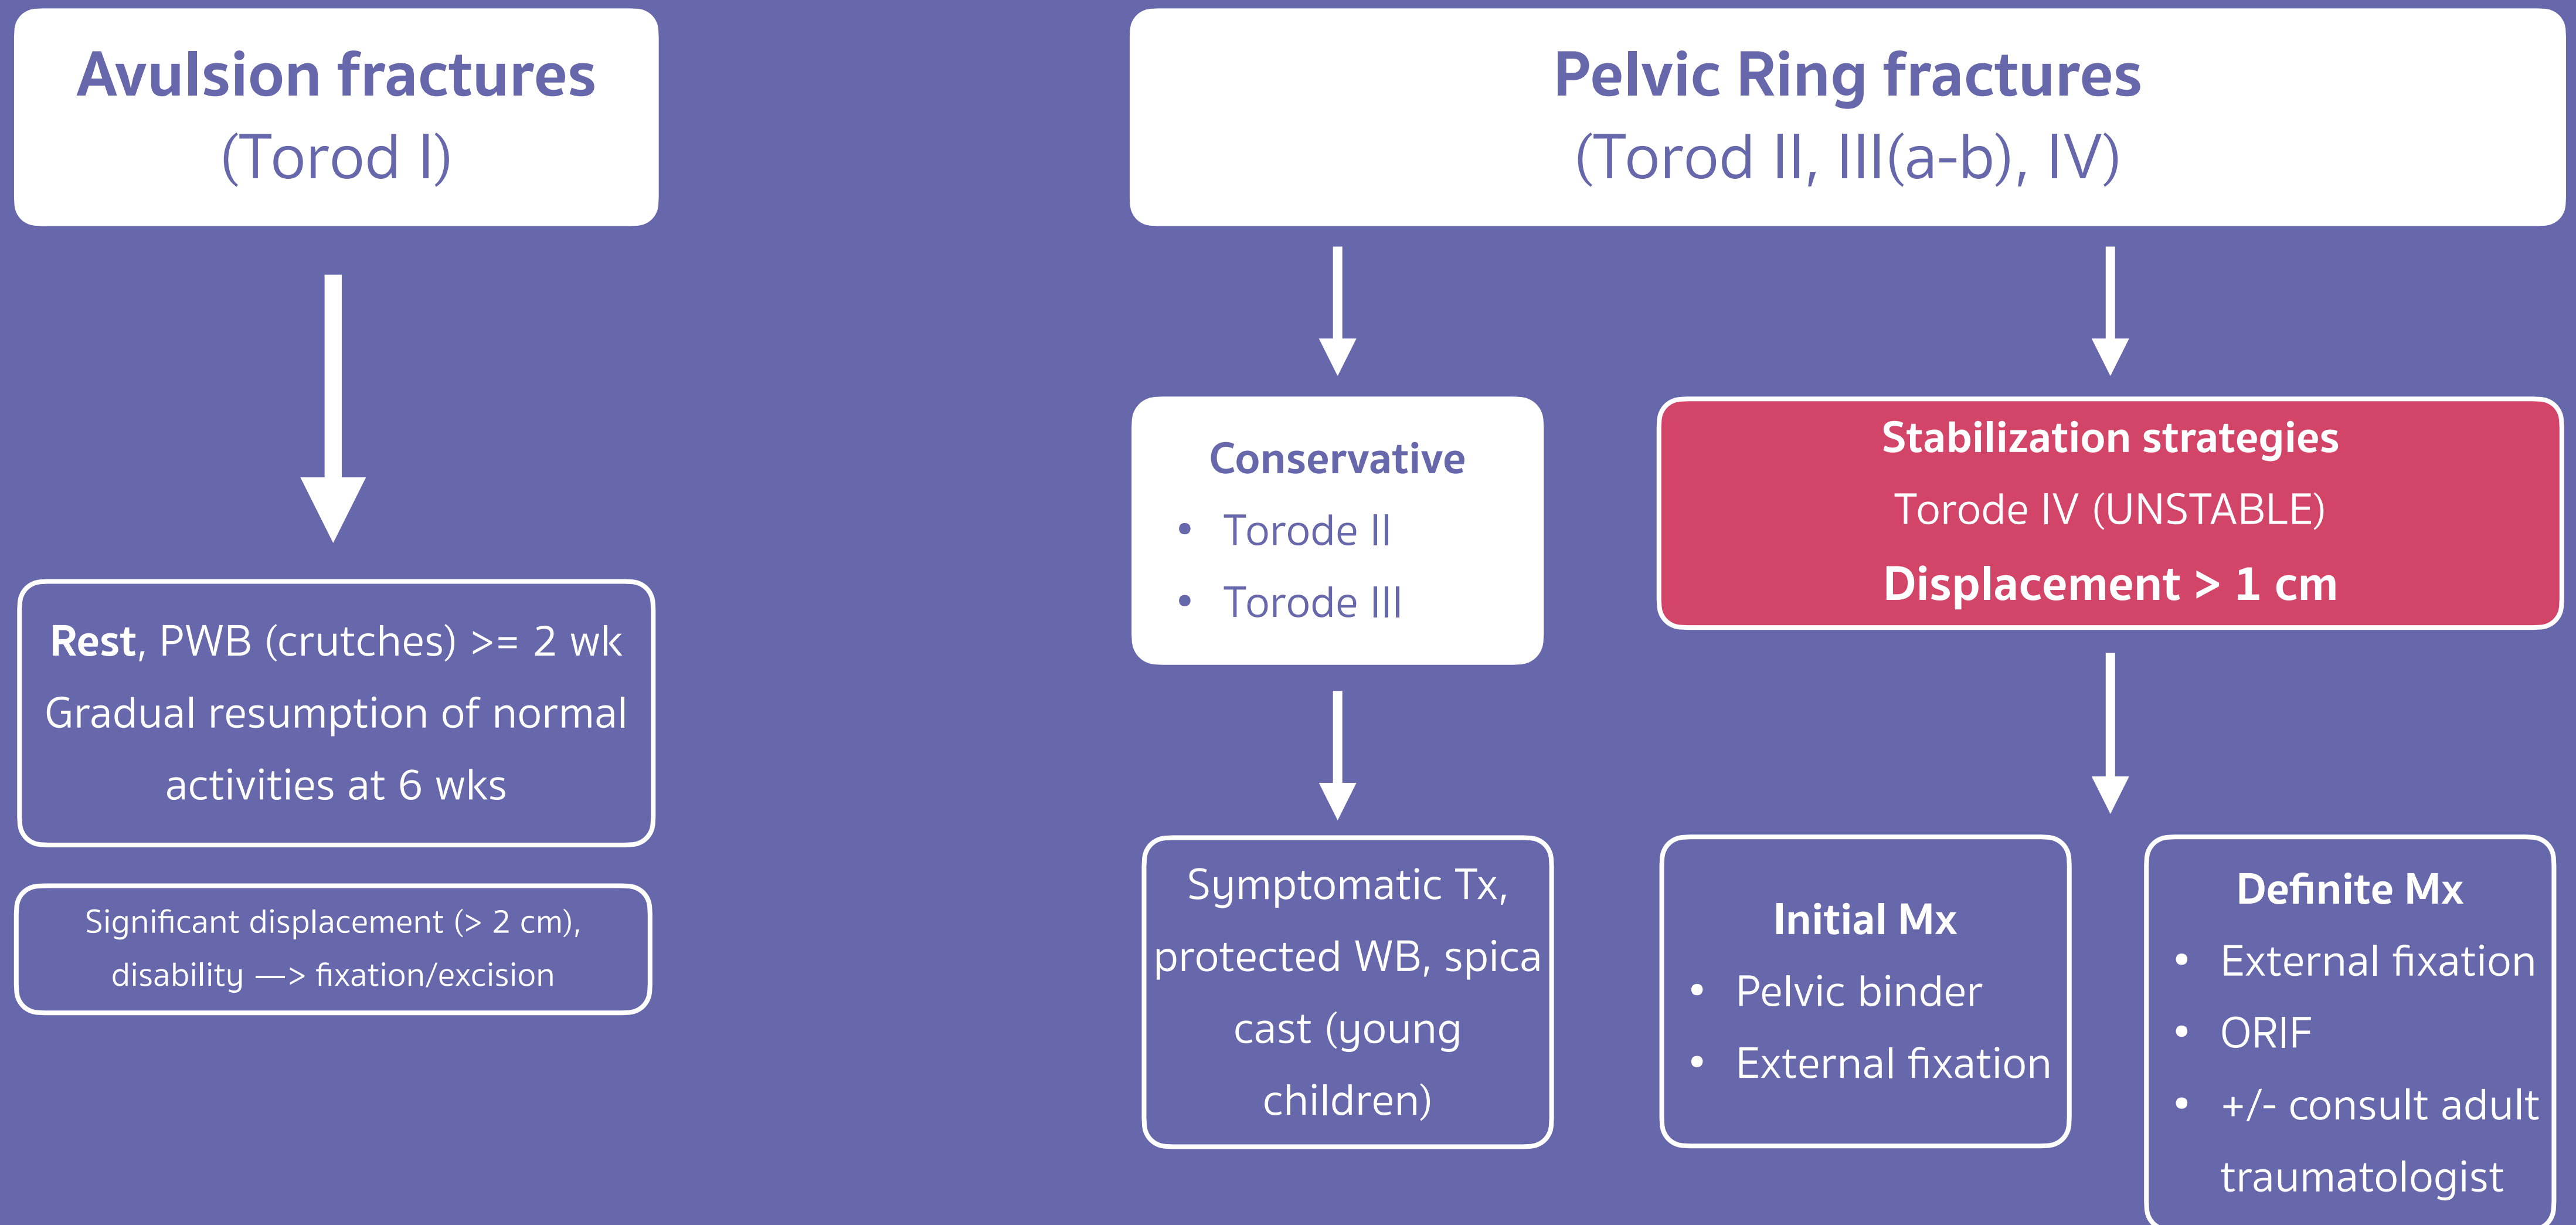 Avulsion fractures
(Torod I)
Rest, PWB (crutches) >= 2 wk
Gradual resumption of normal
activities at 6 wks
Significant displacement (> 2 cm),
disability —> fixation/excision
Pelvic Ring fractures
(Torod II, III(a-b), IV)
Conservative
• Torode II
• Torode III
Symptomatic Tx,
protected WB, spica
cast (young
children)
Stabilization strategies
Torode IV (UNSTABLE)
Displacement > 1 cm
Initial Mx
• Pelvic binder
• External fixation
Definite Mx
• External fixation
• ORIF
• +/- consult adult
traumatologist